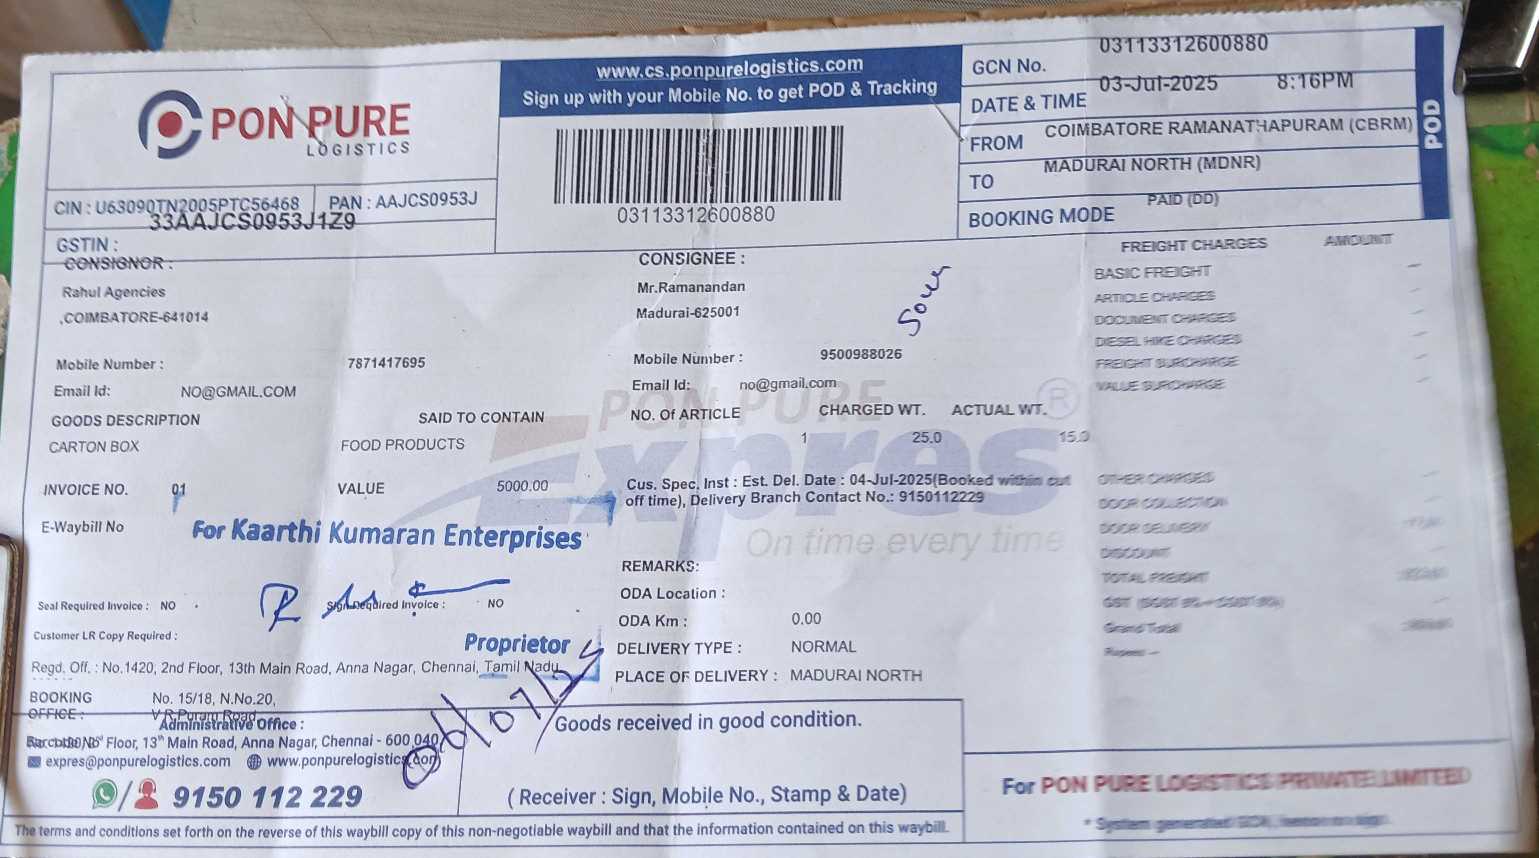 PON PURE
LOGISTICS
CIN : U63090TN2005PTC56468
PAN : AAJCS0953J
33AAJCS0953J1Z9
GSTIN :
www.cs.ponpurelogistics.com
Sign up with your Mobile No. to get POD & Tracking
03113312600880
GCN No. 03113312600880
DATE & TIME 03-Jul-2025 8:16PM
FROM COIMBATORE RAMANATHAPURAM (CBRM)
TO MADURAI NORTH (MDNR)
BOOKING MODE PAID (DD)
POD
CONSIGNOR :
Rahul Agencies
,COIMBATORE-641014
Mobile Number : 7871417695
Email Id: NO@GMAIL.COM
CONSIGNEE :
Mr.Ramanandan
Madurai-625001
Mobile Number : 9500988026
Email Id: no@gmail.com
GOODS DESCRIPTION SAID TO CONTAIN NO. Of ARTICLE CHARGED WT. ACTUAL WT.
CARTON BOX FOOD PRODUCTS 1 25.0 15.0
INVOICE NO. 01 VALUE 5000.00
Cus. Spec. Inst : Est. Del. Date : 04-Jul-2025(Booked within cut
off time), Delivery Branch Contact No.: 9150112229
E-Waybill No
PON PURE
Expres
On time every time
For Kaarthi Kumaran Enterprises
Proprietor
REMARKS:
ODA Location :
ODA Km : 0.00
DELIVERY TYPE : NORMAL
PLACE OF DELIVERY : MADURAI NORTH
Seal Required Invoice : NO
Sign Required Invoice : NO
Customer LR Copy Required :
Regd. Off. : No.1420, 2nd Floor, 13th Main Road, Anna Nagar, Chennai, Tamil Nadu
BOOKING OFFICE : No. 15/18, N.No.20,
V.R.Puram Road
Administrative Office :
Floor, 13th Main Road, Anna Nagar, Chennai - 600 040
expres@ponpurelogistics.com www.ponpurelogistics.com
9150 112 229
06/07/25
Goods received in good condition.
( Receiver : Sign, Mobile No., Stamp & Date)
The terms and conditions set forth on the reverse of this waybill copy of this non-negotiable waybill and that the information contained on this waybill.
FREIGHT CHARGES AMOUNT
BASIC FREIGHT
ARTICLE CHARGES
DOCUMENT CHARGES
DIESEL HIKE CHARGES
FREIGHT SURCHARGE
VALUE SURCHARGE
OTHER CHARGES
DOOR COLLECTION
DOOR DELIVERY
DISCOUNT
TOTAL FREIGHT
Grand Total
For PON PURE LOGISTICS PRIVATE LIMITED